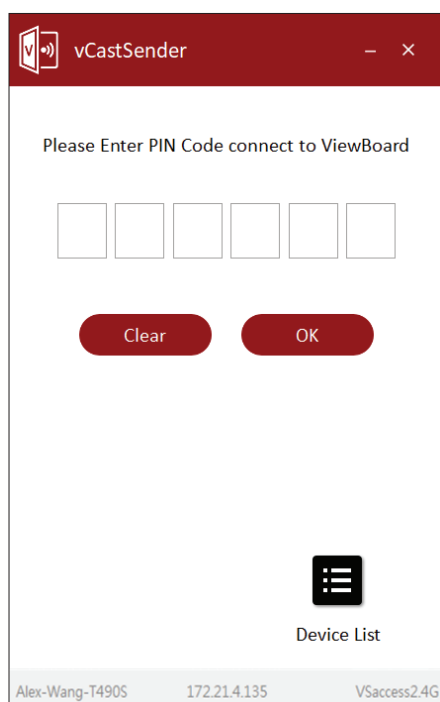 vCastSender
Please Enter PIN Code connect to ViewBoard
Clear OK
Device List
Alex-Wang-T490S 172.21.4.135 VSaccess2.4G